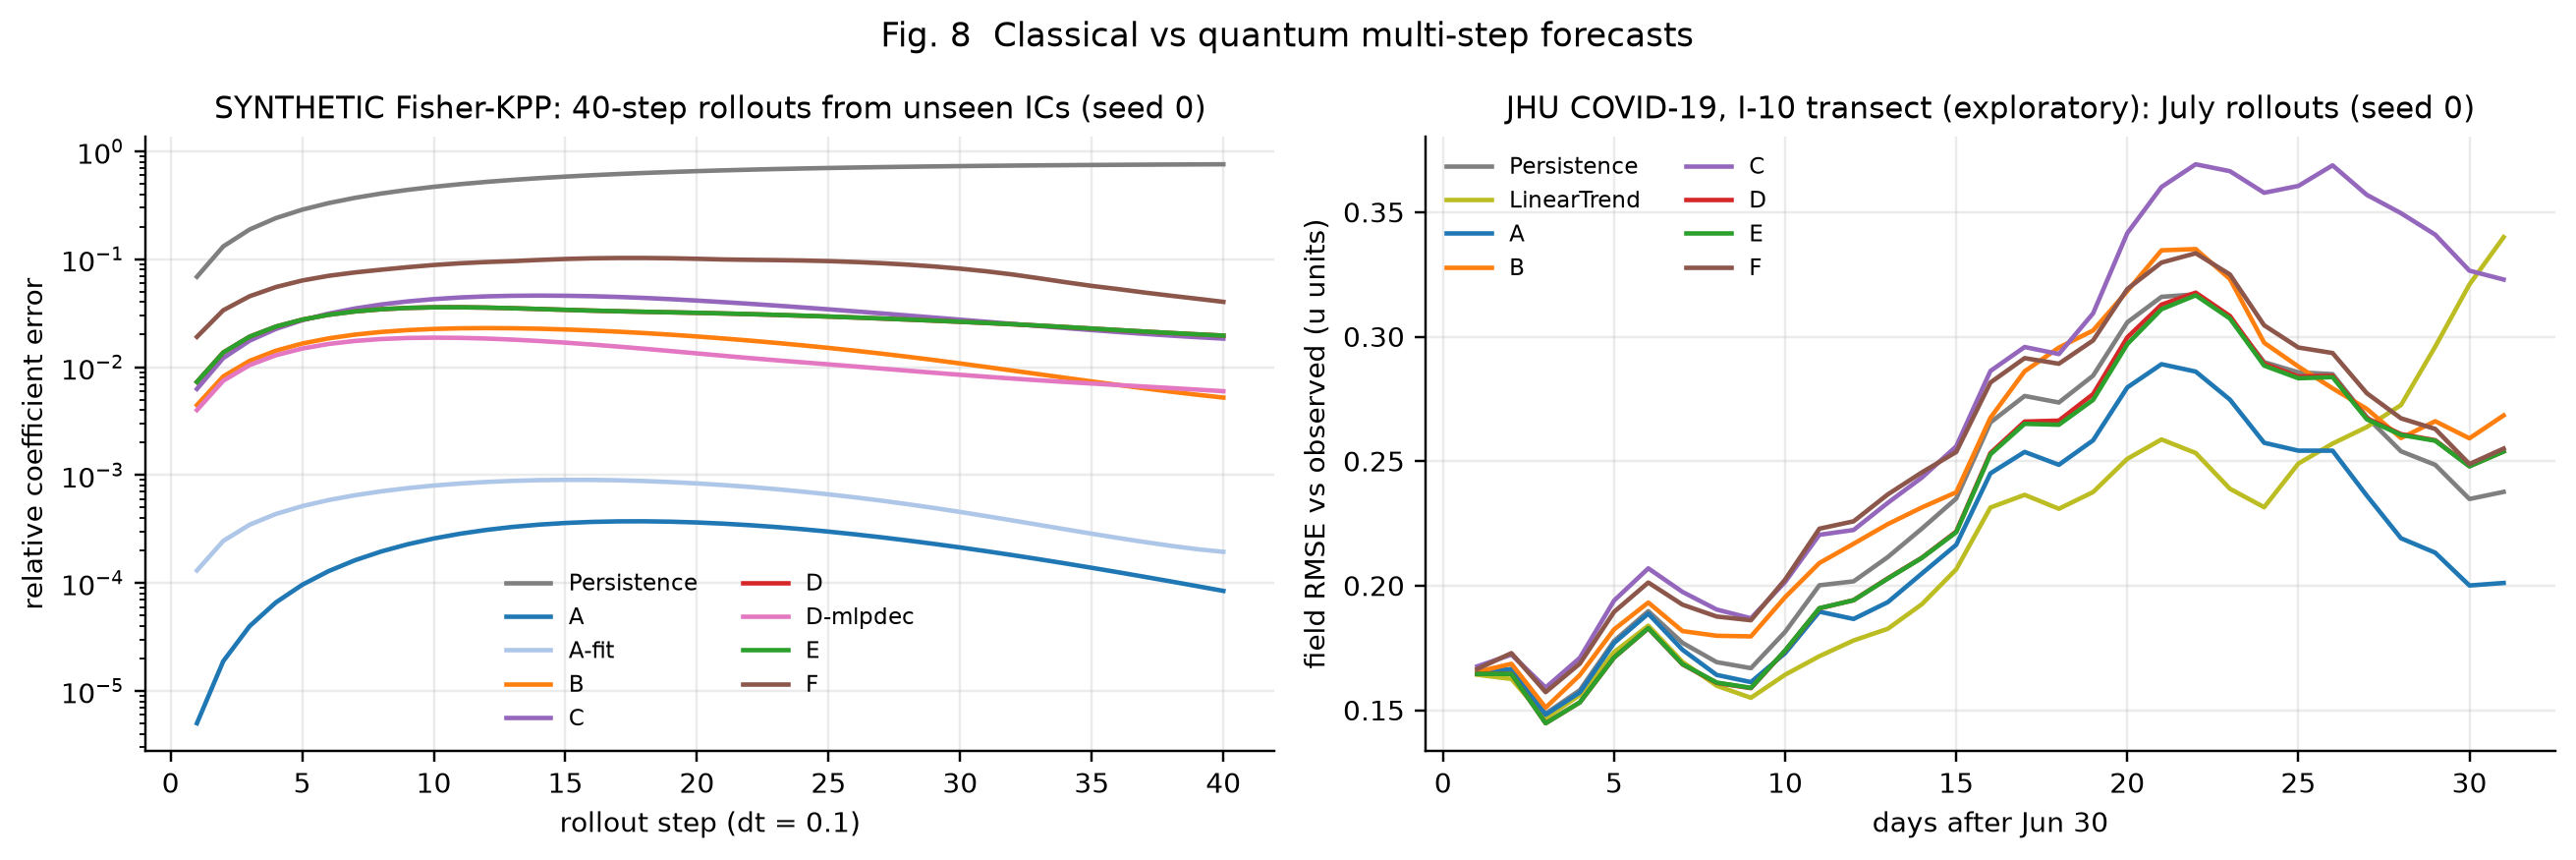 Fig. 8  Classical vs quantum multi-step forecasts
SYNTHETIC Fisher-KPP: 40-step rollouts from unseen ICs (seed 0)
relative coefficient error
10⁰
10⁻¹
10⁻²
10⁻³
10⁻⁴
10⁻⁵
Persistence
A
A-fit
B
C
D
D-mlpdec
E
F
0 5 10 15 20 25 30 35 40
rollout step (dt = 0.1)
JHU COVID-19, I-10 transect (exploratory): July rollouts (seed 0)
field RMSE vs observed (u units)
0.35
0.30
0.25
0.20
0.15
Persistence
LinearTrend
A
B
C
D
E
F
0 5 10 15 20 25 30
days after Jun 30